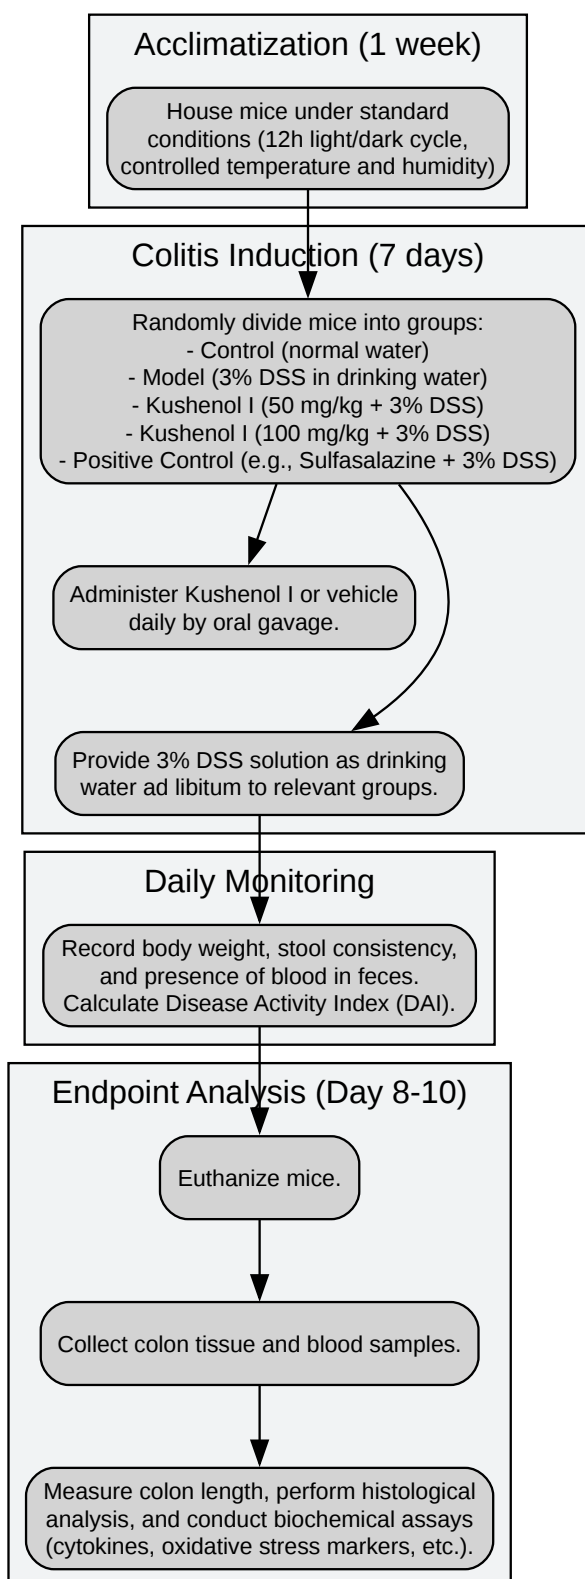 Acclimatization (1 week)
House mice under standard
conditions (12h light/dark cycle,
controlled temperature and humidity)
Colitis Induction (7 days)
Randomly divide mice into groups:
- Control (normal water)
- Model (3% DSS in drinking water)
- Kushenol I (50 mg/kg + 3% DSS)
- Kushenol I (100 mg/kg + 3% DSS)
- Positive Control (e.g., Sulfasalazine + 3% DSS)
Administer Kushenol I or vehicle
daily by oral gavage.
Provide 3% DSS solution as drinking
water ad libitum to relevant groups.
Daily Monitoring
Record body weight, stool consistency,
and presence of blood in feces.
Calculate Disease Activity Index (DAI).
Endpoint Analysis (Day 8-10)
Euthanize mice.
Collect colon tissue and blood samples.
Measure colon length, perform histological
analysis, and conduct biochemical assays
(cytokines, oxidative stress markers, etc.).